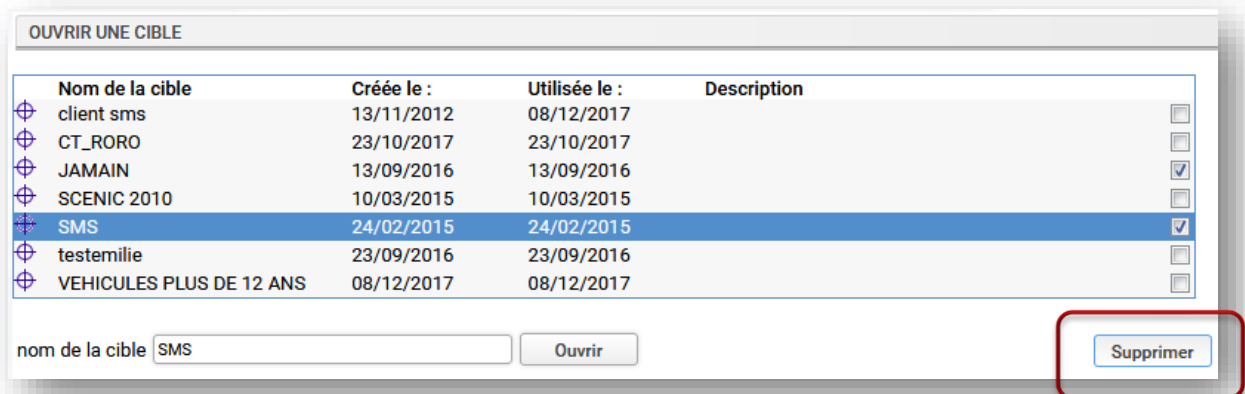 OUVRIR UNE CIBLE
Nom de la cible Créée le : Utilisée le : Description
client sms 13/11/2012 08/12/2017
CT_RORO 23/10/2017 23/10/2017
JAMAIN 13/09/2016 13/09/2016
SCENIC 2010 10/03/2015 10/03/2015
SMS 24/02/2015 24/02/2015
testemilie 23/09/2016 23/09/2016
VEHICULES PLUS DE 12 ANS 08/12/2017 08/12/2017
nom de la cible SMS Ouvrir Supprimer